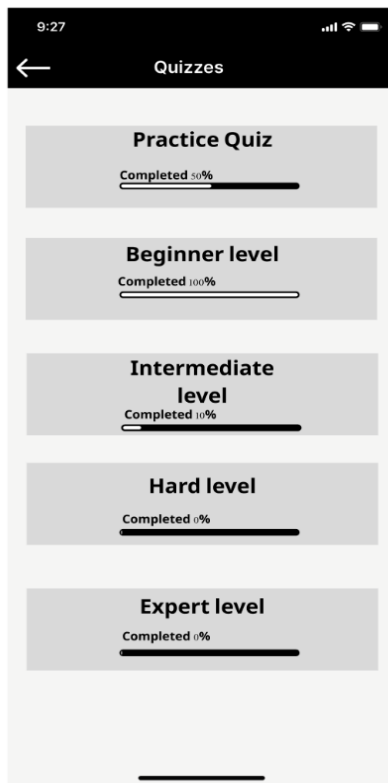 9:27
Quizzes
Practice Quiz
Completed 50%
Beginner level
Completed 100%
Intermediate
level
Completed 10%
Hard level
Completed 0%
Expert level
Completed 0%